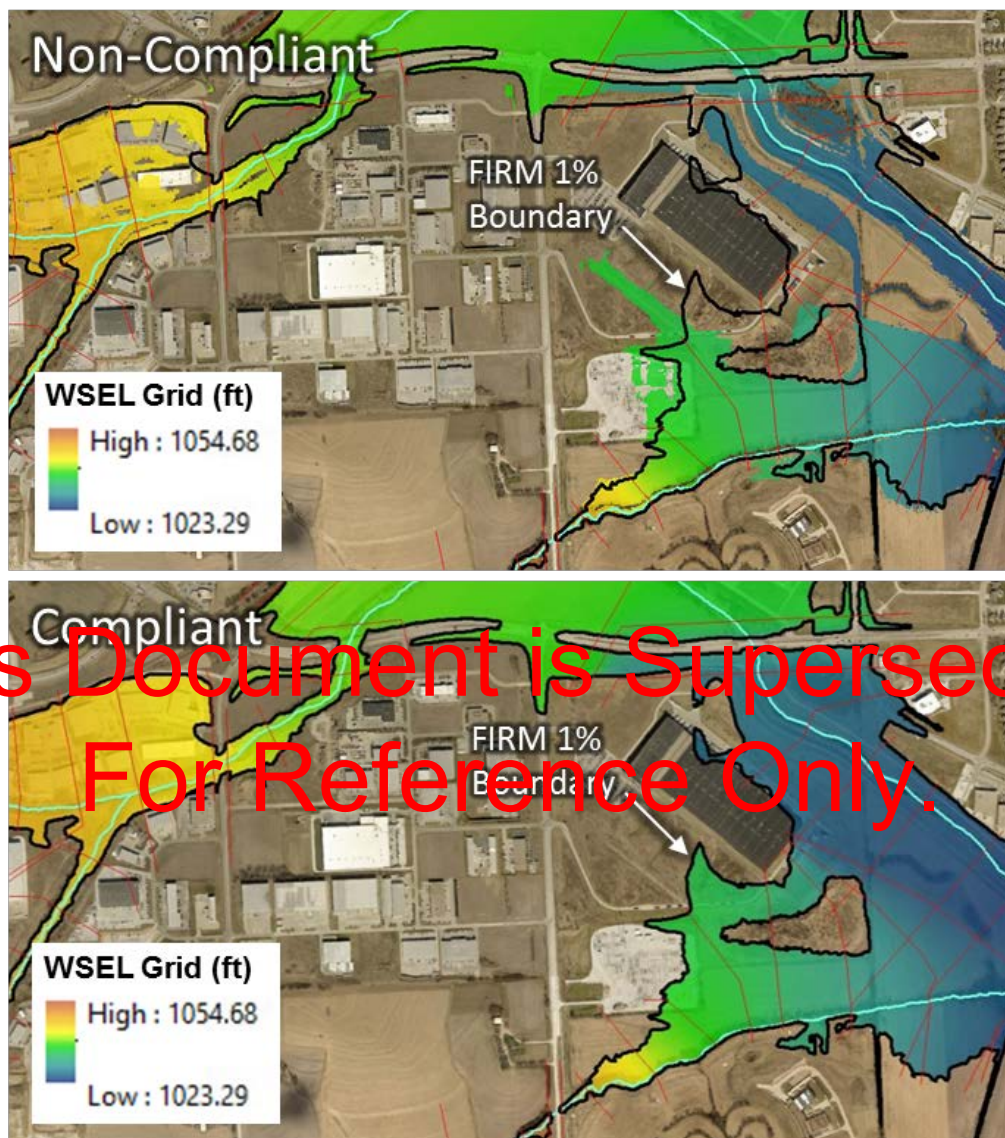 Non-Compliant
FIRM 1%
Boundary
WSEL Grid (ft)
High : 1054.68
Low : 1023.29
Compliant
s Document is Supersed
FIRM 1%
Boundary
For Reference Only.
WSEL Grid (ft)
High : 1054.68
Low : 1023.29